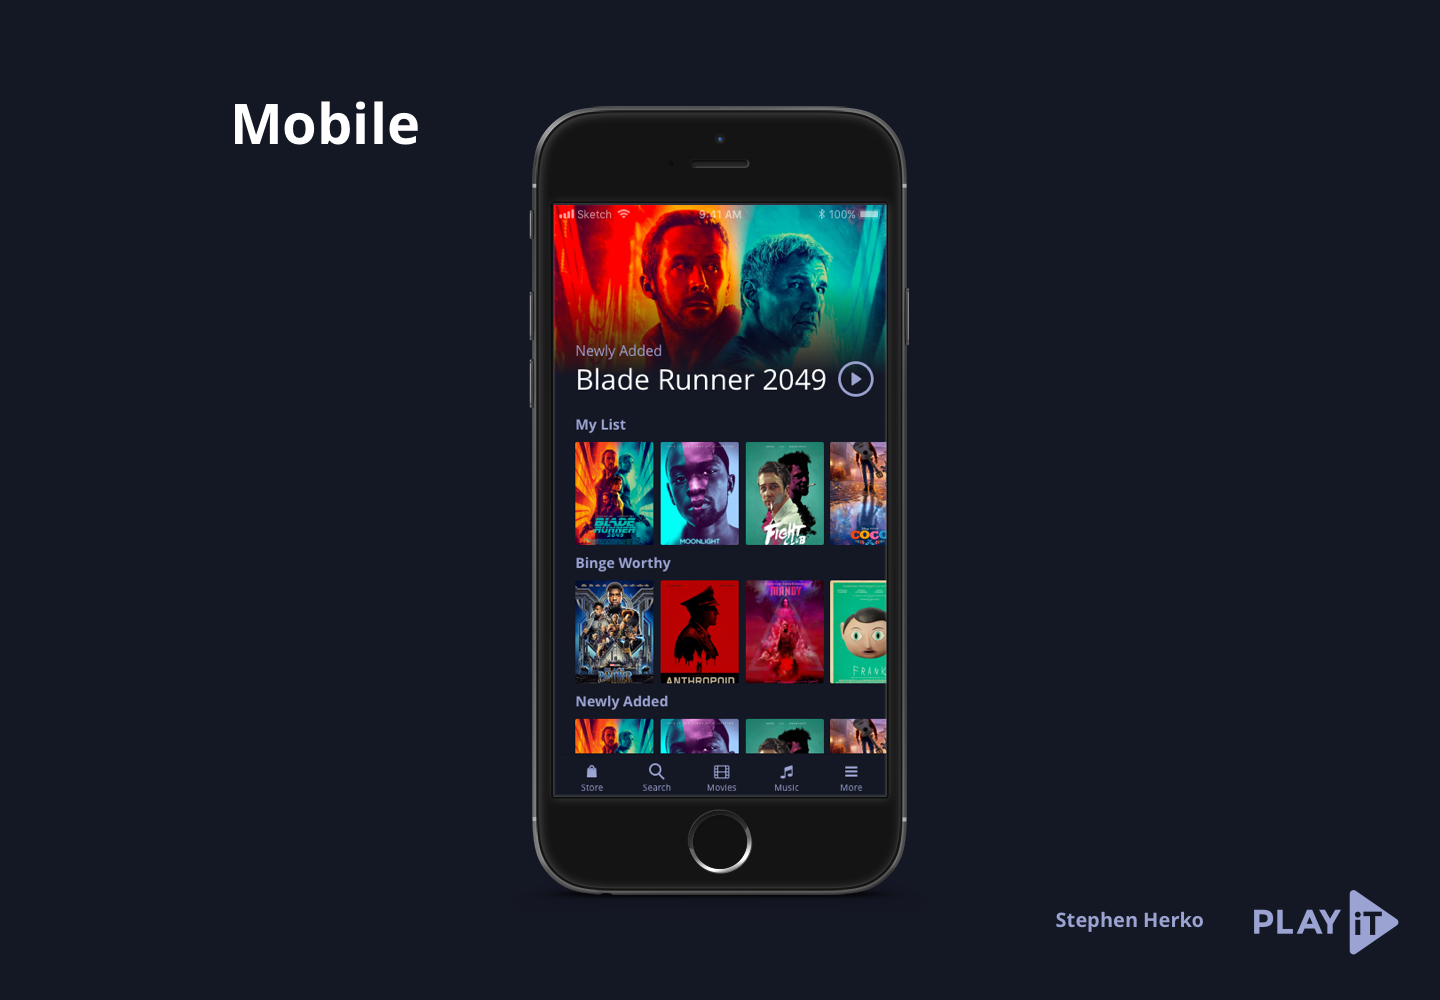 Mobile
Sketch 9:41 AM 100%
Newly Added
Blade Runner 2049
My List
BLADE RUNNER 2049
MOONLIGHT
FIGHT CLUB
COCO
Binge Worthy
PANTHER
ANTHROPOID
MANDY
FRANK
Newly Added
Store Search Movies Music More
Stephen Herko
PLAY iT